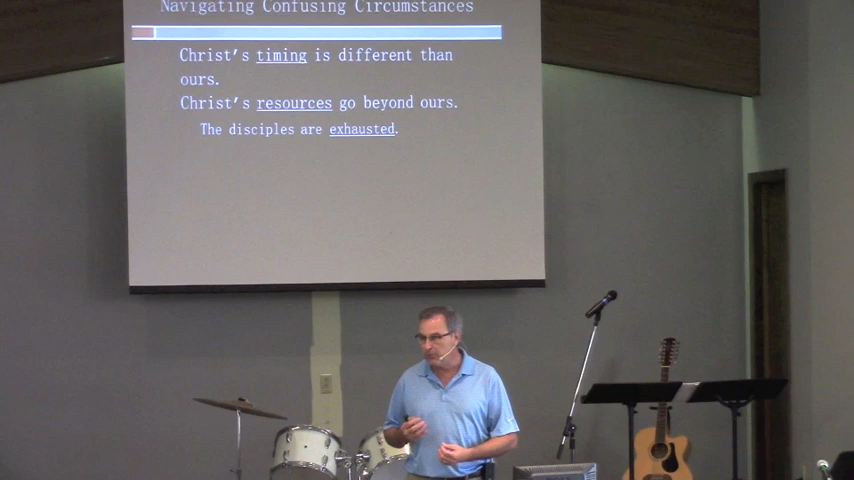 Navigating Confusing Circumstances
Christ's timing is different than
ours.
Christ's resources go beyond ours.
The disciples are exhausted.